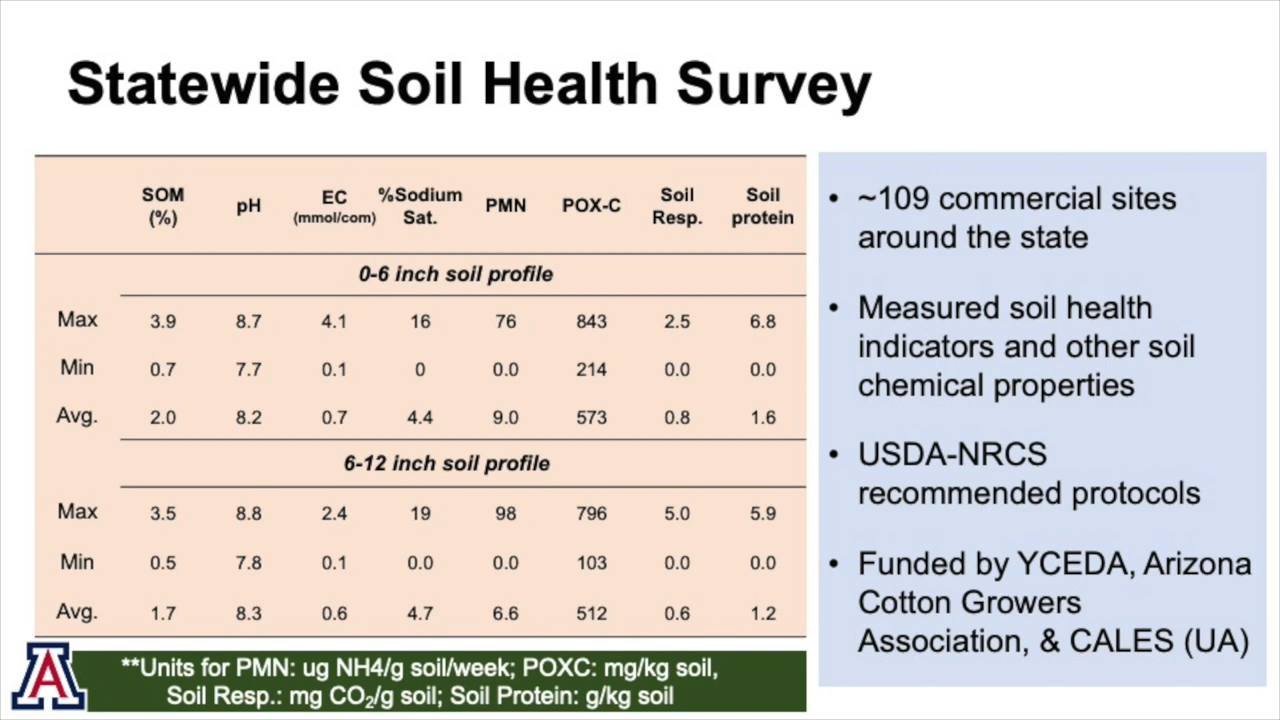 Statewide Soil Health Survey
SOM (%) pH EC (mmol/com) %Sodium Sat. PMN POX-C Soil Resp. Soil protein
0-6 inch soil profile
Max 3.9 8.7 4.1 16 76 843 2.5 6.8
Min 0.7 7.7 0.1 0 0.0 214 0.0 0.0
Avg. 2.0 8.2 0.7 4.4 9.0 573 0.8 1.6
6-12 inch soil profile
Max 3.5 8.8 2.4 19 98 796 5.0 5.9
Min 0.5 7.8 0.1 0.0 0.0 103 0.0 0.0
Avg. 1.7 8.3 0.6 4.7 6.6 512 0.6 1.2
A
**Units for PMN: ug NH4/g soil/week; POXC: mg/kg soil,
Soil Resp.: mg CO₂/g soil; Soil Protein: g/kg soil
• ~109 commercial sites
around the state
• Measured soil health
indicators and other soil
chemical properties
• USDA-NRCS
recommended protocols
• Funded by YCEDA, Arizona
Cotton Growers
Association, & CALES (UA)